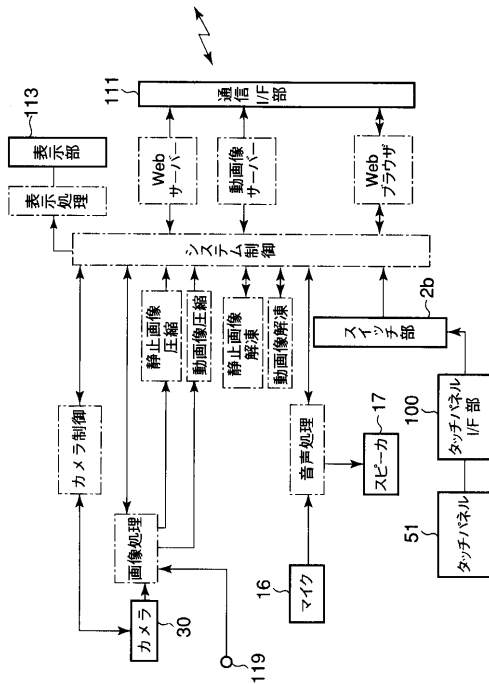 カメラ
30
119
画像処理
カメラ制御
静止画像
圧縮
動画像圧縮
静止画像
解凍
動画像解凍
マイク
16
音声処理
スピーカ
17
タッチパネル
51
タッチパネル
I/F部
100
スイッチ部
2b
システム制御
表示処理
表示部
113
Web
サーバー
動画像
サーバー
Web
ブラウザ
通信
I/F部
111